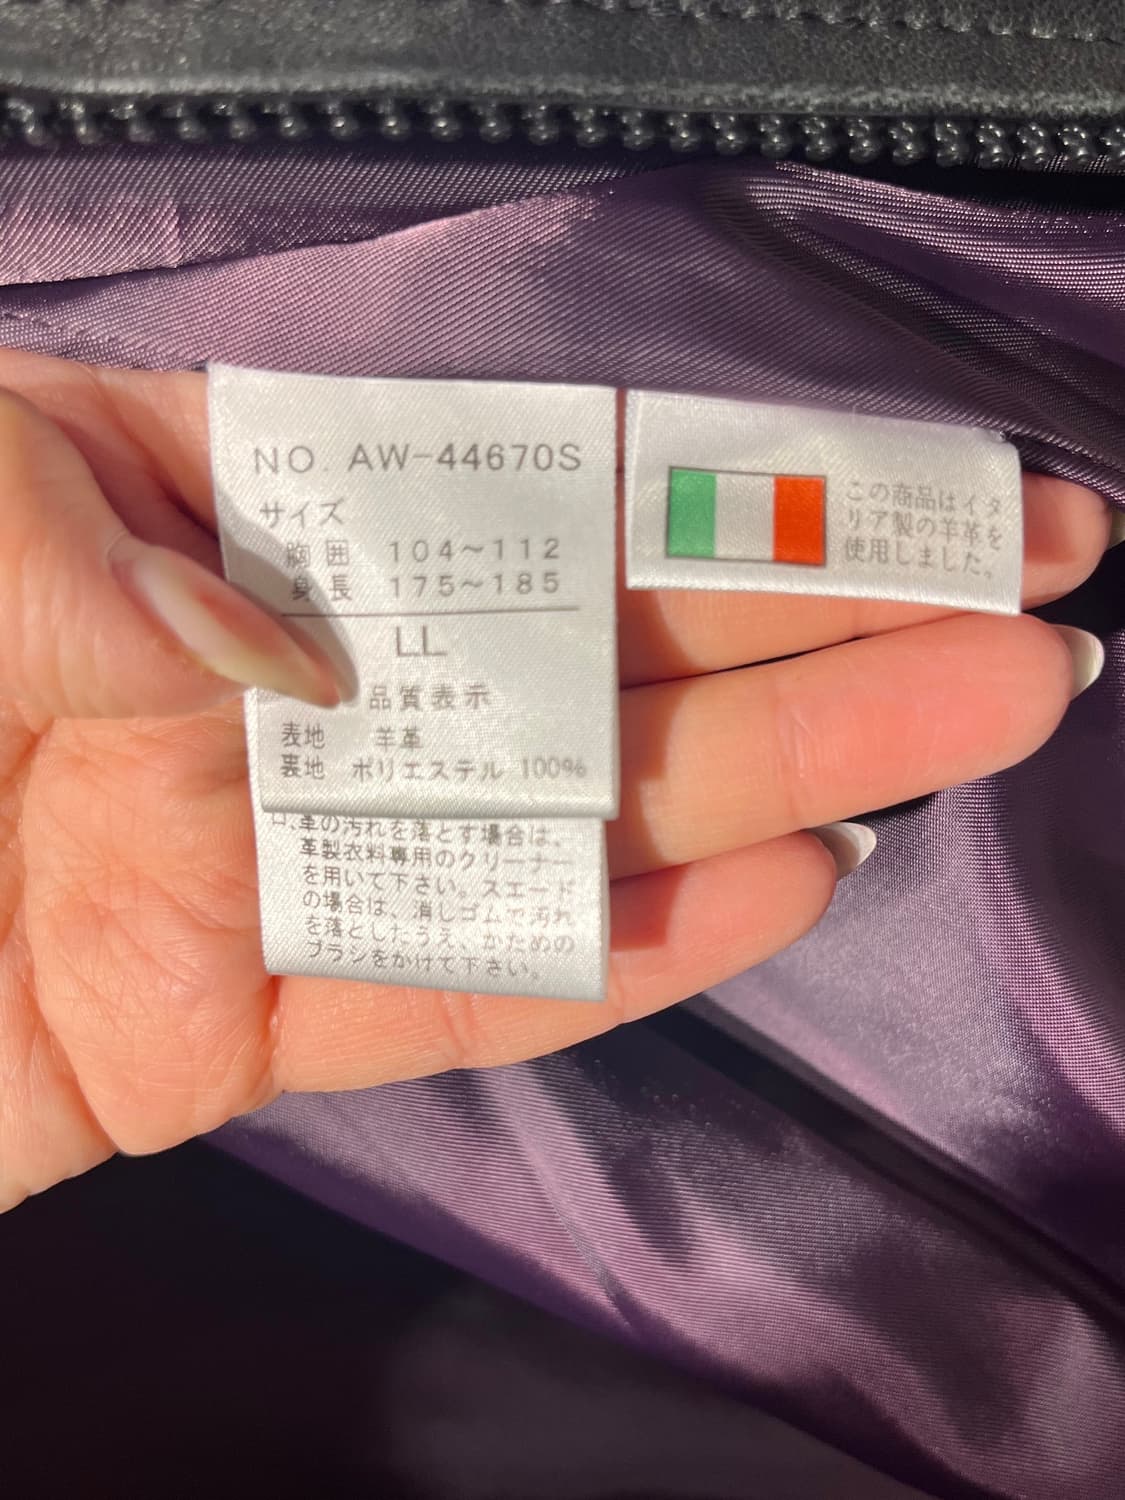 NO. AW-44670S
サイズ
胸囲 104~112
身長 175~185
LL
品質表示
表地 羊革
裏地 ポリエステル 100%
ロ.革の汚れを落とす場合は、
革製衣料専用のクリーナー
を用いて下さい。スエード
の場合は、消しゴムで汚れ
を落としたうえ、かための
ブラシをかけて下さい。
この商品はイタ
リア製の羊革を
使用しました。